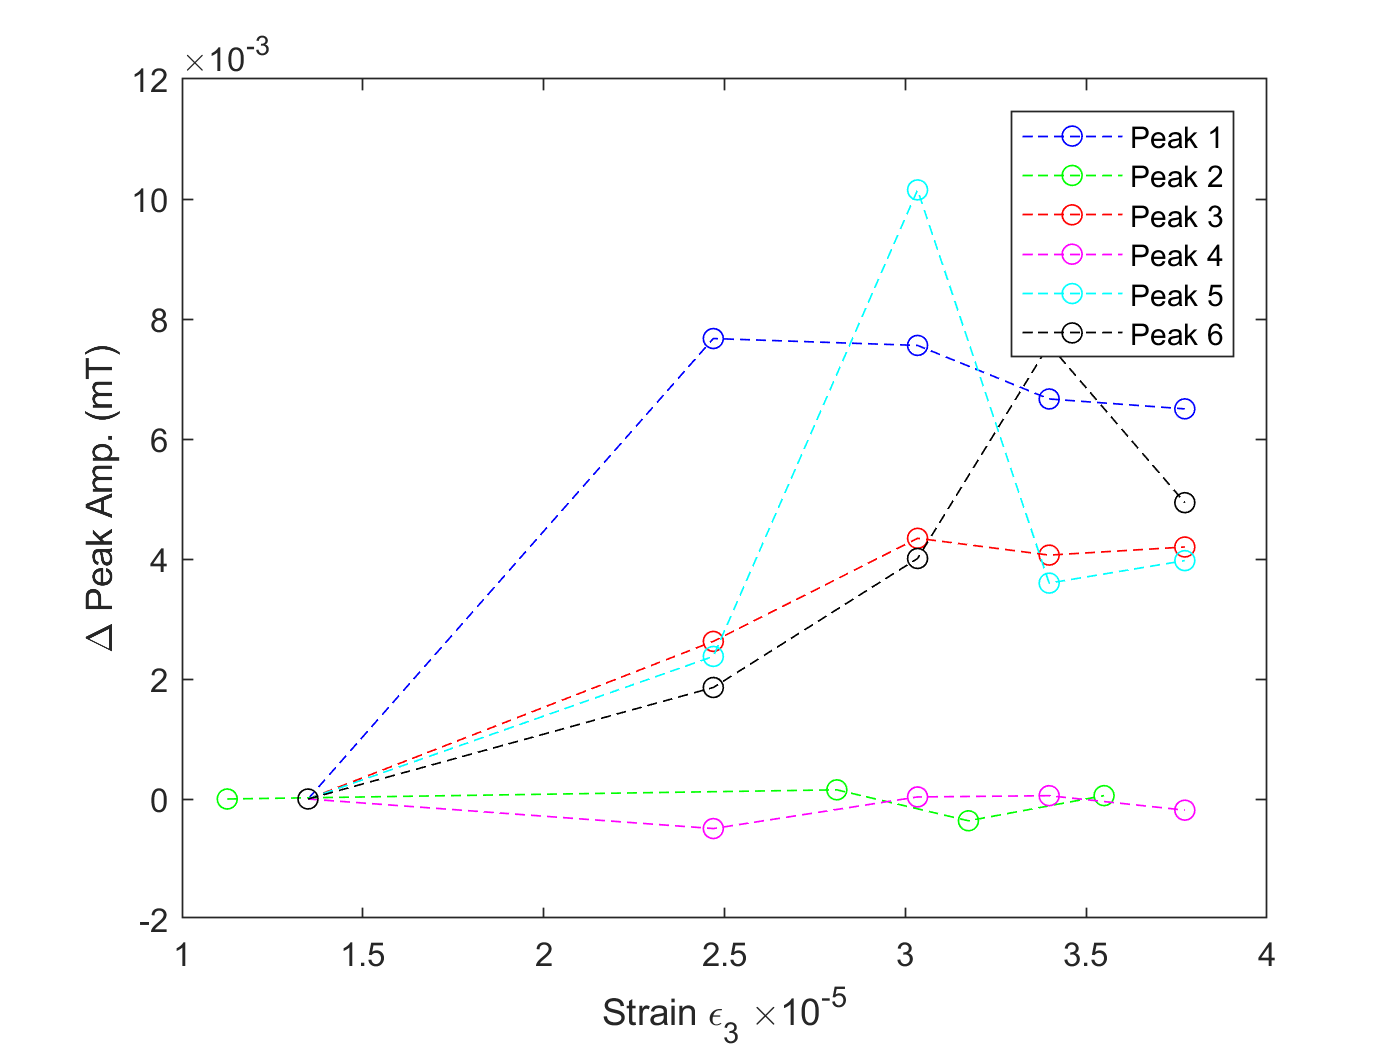 ×10-3
12
10
8
6
4
2
0
-2
Δ Peak Amp. (mT)
Peak 1
Peak 2
Peak 3
Peak 4
Peak 5
Peak 6
1 1.5 2 2.5 3 3.5 4
Strain ϵ3 ×10-5